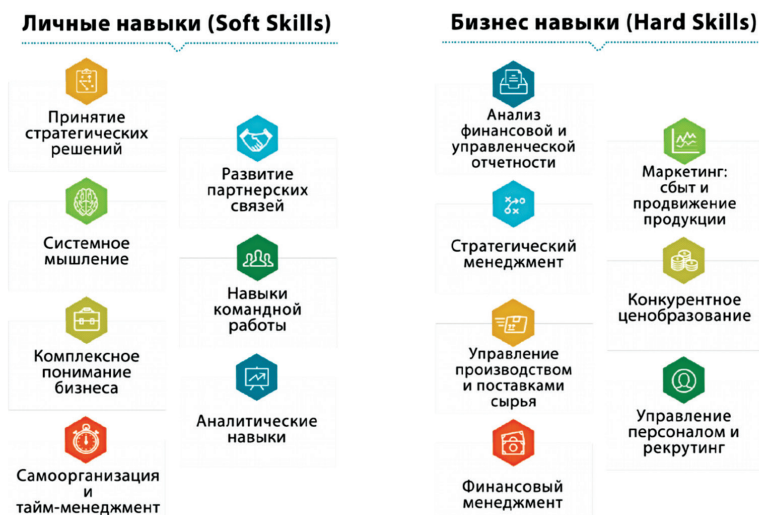 Личные навыки (Soft Skills)
Принятие
стратегических
решений
Системное
мышление
Комплексное
понимание
бизнеса
Самоорганизация
и
тайм-менеджмент
Развитие
партнерских
связей
Навыки
командной
работы
Аналитические
навыки
Бизнес навыки (Hard Skills)
Анализ
финансовой и
управленческой
отчетности
Стратегический
менеджмент
Управление
производством
и поставками
сырья
Финансовый
менеджмент
Маркетинг:
сбыт и
продвижение
продукции
Конкурентное
ценобразование
Управление
персоналом и
рекрутинг